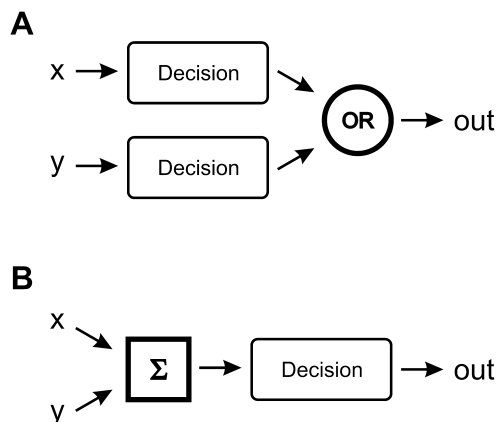 A
x
Decision
OR
out
y
Decision
B
x
Σ
Decision
out
y